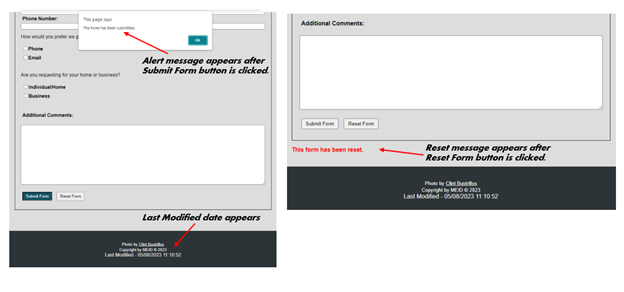 Phone Number:
This page says
The form has been submitted.
OK
How would you prefer we g
Phone
Email
Alert message appears after
Submit Form button is clicked.
Are you requesting for your home or business?
Individual/Home
Business
Additional Comments:
Submit Form
Reset Form
Last Modified date appears
Photo by Clint Bustrillos
Copyright by MEID © 2023
Last Modified - 05/08/2023 11:10:52
Additional Comments:
Submit Form
Reset Form
This form has been reset.
Reset message appears after
Reset Form button is clicked.
Photo by Clint Bustrillos
Copyright by MEID © 2023
Last Modified - 05/08/2023 11:10:52